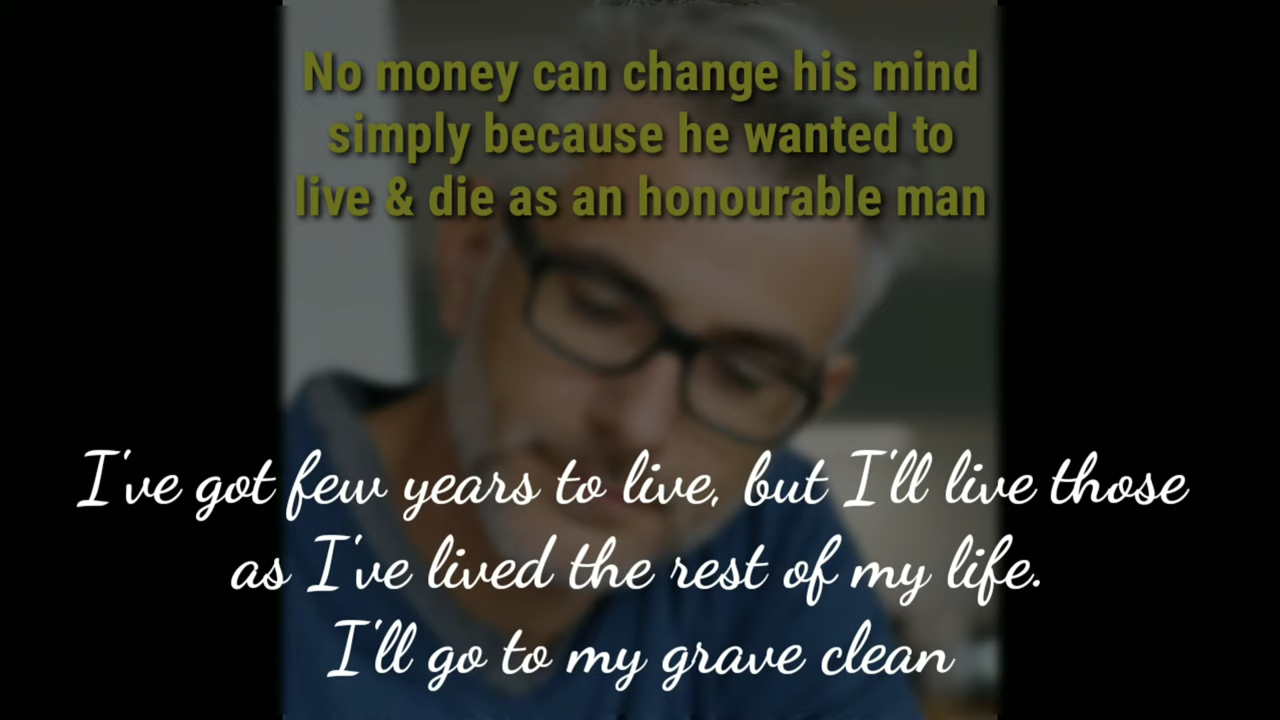 No money can change his mind
simply because he wanted to
live & die as an honourable man
I've got few years to live, but I'll live those
as I've lived the rest of my life.
I'll go to my grave clean